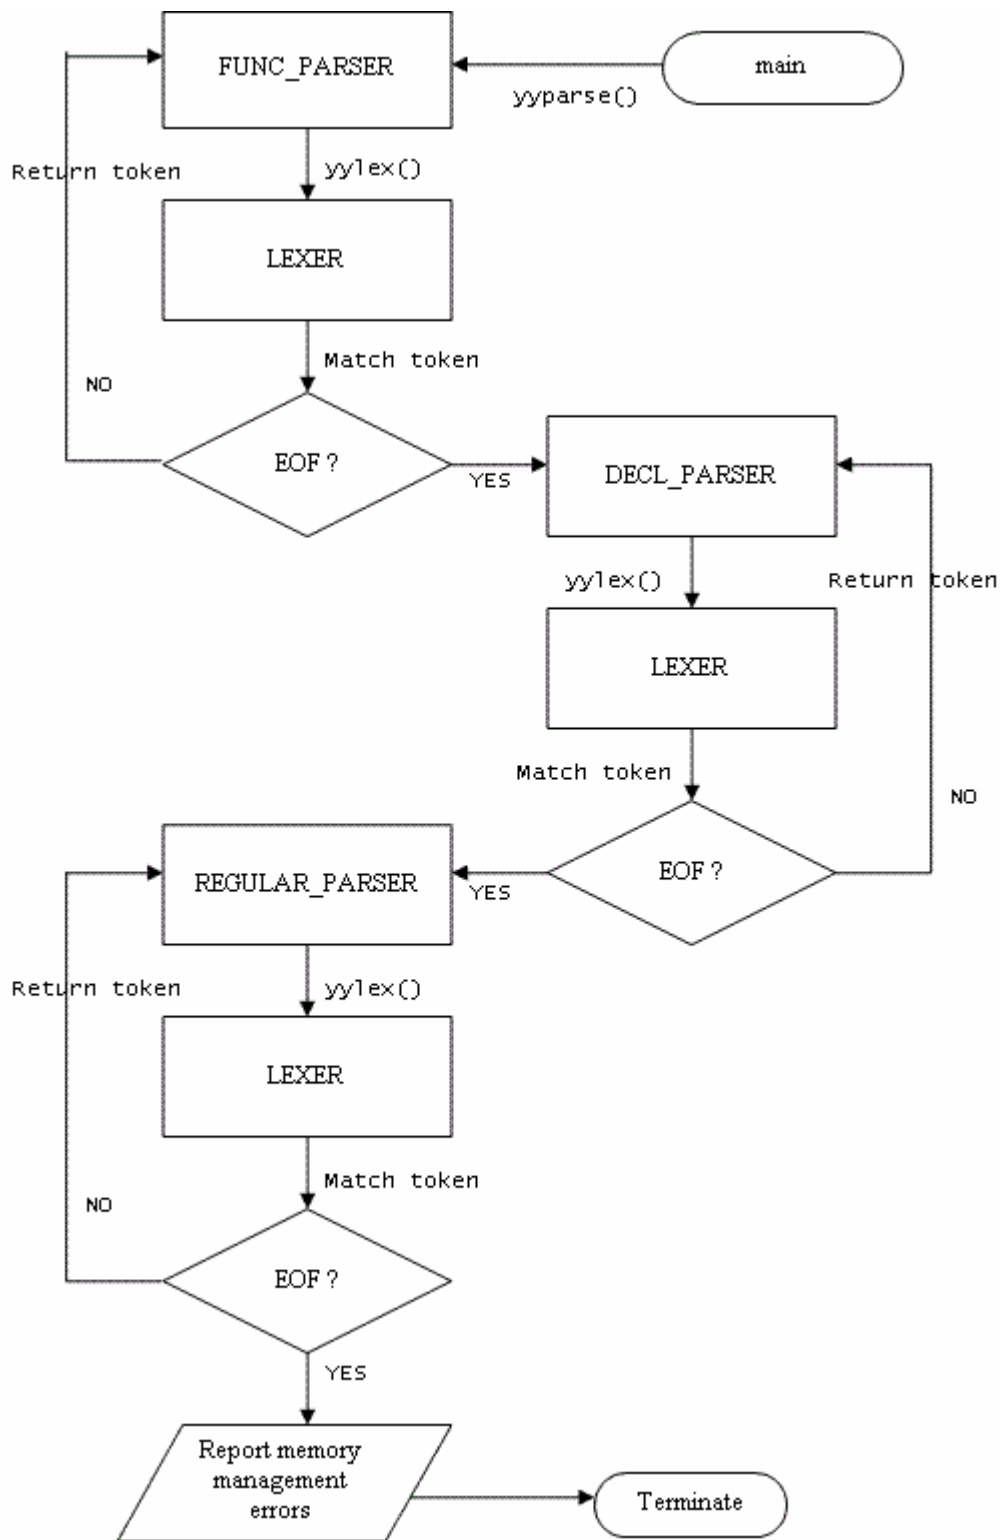 FUNC_PARSER
main
yyparse()
Return token
yylex()
LEXER
Match token
NO
EOF ?
YES
DECL_PARSER
yylex()
Return token
LEXER
Match token
NO
EOF ?
YES
REGULAR_PARSER
Return token
yylex()
LEXER
Match token
NO
EOF ?
YES
Report memory
management
errors
Terminate